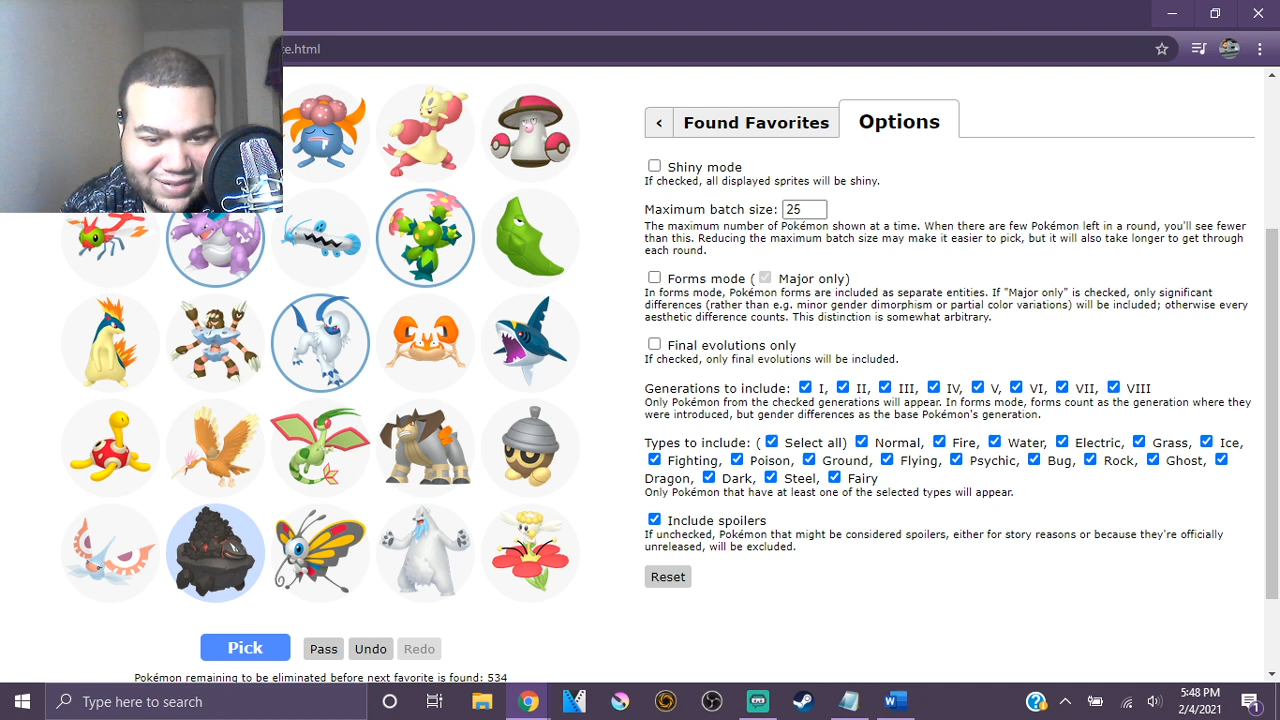 ce.html
Found Favorites
Options
Shiny mode
If checked, all displayed sprites will be shiny.
Maximum batch size: 25
The maximum number of Pokémon shown at a time. When there are few Pokémon left in a round, you'll see fewer
than this. Reducing the maximum batch size may make it easier to pick, but it will also take longer to get through
each round.
Forms mode ( Major only)
In forms mode, Pokémon forms are included as separate entities. If "Major only" is checked, only significant
differences (rather than e.g. minor gender dimorphism or partial color variations) will be included; otherwise every
aesthetic difference counts. This distinction is somewhat arbitrary.
Final evolutions only
If checked, only final evolutions will be included.
Generations to include: I, II, III, IV, V, VI, VII, VIII
Only Pokémon from the checked generations will appear. In forms mode, forms count as the generation where they
were introduced, but gender differences as the base Pokémon's generation.
Types to include: ( Select all) Normal, Fire, Water, Electric, Grass, Ice,
Fighting, Poison, Ground, Flying, Psychic, Bug, Rock, Ghost,
Dragon, Dark, Steel, Fairy
Only Pokémon that have at least one of the selected types will appear.
Include spoilers
If unchecked, Pokémon that might be considered spoilers, either for story reasons or because they're officially
unreleased, will be excluded.
Reset
Pick Pass Undo Redo
Pokémon remaining to be eliminated before next favorite is found: 534
Type here to search
5:48 PM
2/4/2021